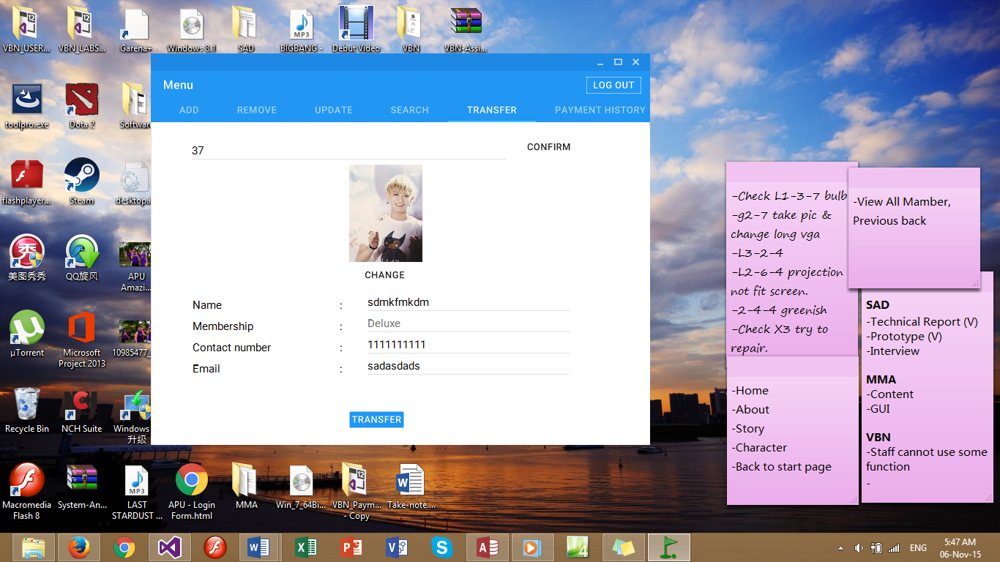 VBN_USER...
VBN_LABS...
Garena+
Windows 8.1
SAD
BIGBANG -
Debut Video
VBN
VBN-Assi...
toolpro.exe
Dota 2
Software
flashplayer...
Steam
desktop.i
美图秀秀
QQ旋风
APU
Amazi...
µTorrent
Microsoft
Project 2013
10985477_
Recycle Bin
NCH Suite
Windows
升级
Macromedia
Flash 8
System-An...
LAST
STARDUST ...
APU - Login
Form.html
MMA
Win_7_64Bi...
VBN_Paym...
- Copy
Take-note....
Menu
LOG OUT
ADD
REMOVE
UPDATE
SEARCH
TRANSFER
PAYMENT HISTORY
37
CONFIRM
CHANGE
Name : sdmkfmkdm
Membership : Deluxe
Contact number : 1111111111
Email : sadasdads
TRANSFER
-Check L1-3-7 bulb
-g2-7 take pic &
change long vga
-L3-2-4
-L2-6-4 projection
not fit screen.
-2-4-4 greenish
-Check X3 try to
repair.
-View All Mamber,
Previous back
SAD
-Technical Report (V)
-Prototype (V)
-Interview
MMA
-Content
-GUI
VBN
-Staff cannot use some
function
-
-Home
-About
-Story
-Character
-Back to start page
ENG
5:47 AM
06-Nov-15